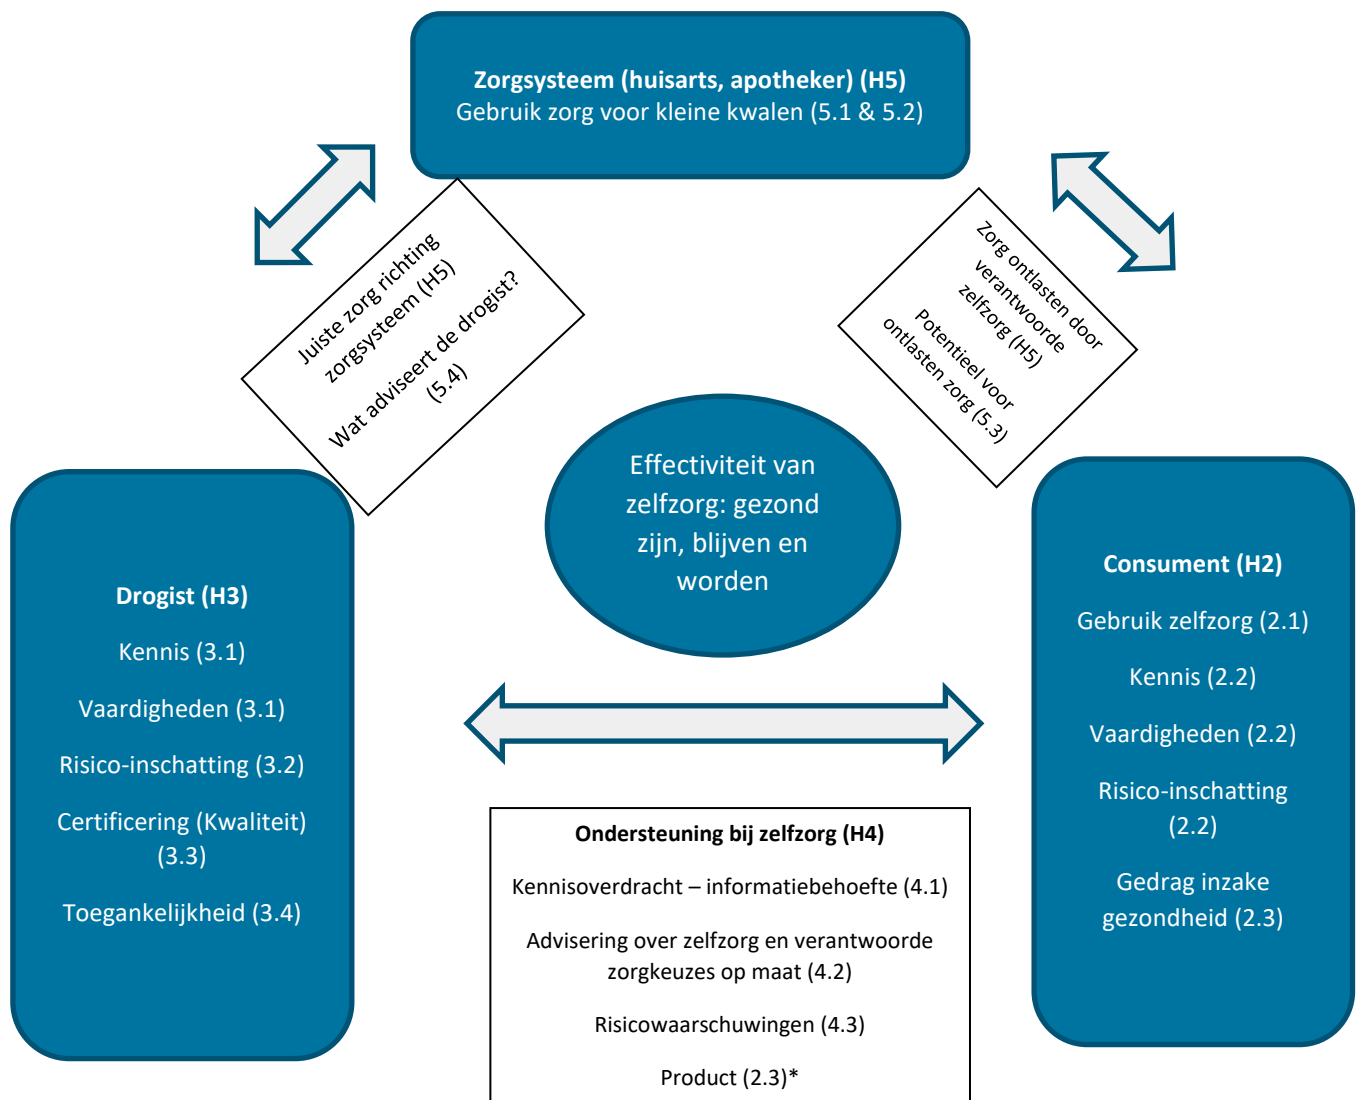 Zorgsysteem (huisarts, apotheker) (H5)
Gebruik zorg voor kleine kwalen (5.1 & 5.2)
Juiste zorg richting
zorgsysteem (H5)
Wat adviseert de drogist?
(5.4)
Zorg ontlasten door
verantwoorde
zelfzorg (H5)
Potentieel voor
ontlasten zorg (5.3)
Effectiviteit van
zelfzorg: gezond
zijn, blijven en
worden
Drogist (H3)
Kennis (3.1)
Vaardigheden (3.1)
Risico-inschatting (3.2)
Certificering (Kwaliteit)
(3.3)
Toegankelijkheid (3.4)
Consument (H2)
Gebruik zelfzorg (2.1)
Kennis (2.2)
Vaardigheden (2.2)
Risico-inschatting
(2.2)
Gedrag inzake
gezondheid (2.3)
Ondersteuning bij zelfzorg (H4)
Kennisoverdracht – informatiebehoefte (4.1)
Advisering over zelfzorg en verantwoorde
zorgkeuzes op maat (4.2)
Risicowaarschuwingen (4.3)
Product (2.3)*